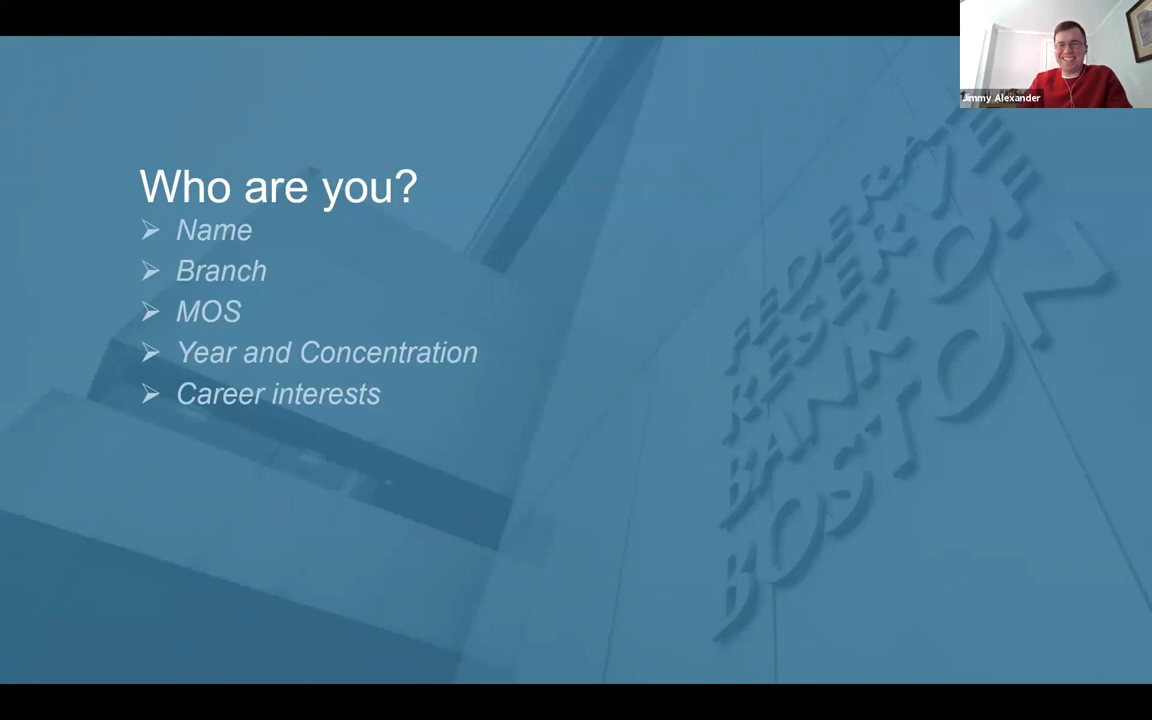 Jimmy Alexander
Who are you?
➢ Name
➢ Branch
➢ MOS
➢ Year and Concentration
➢ Career interests
FEDERAL
RESERVE
BANK OF
BOSTON